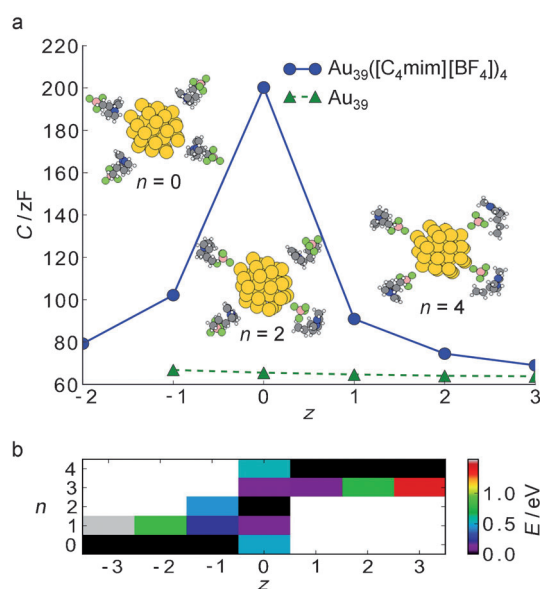 a
220
200
180
160
140
120
100
80
60
C / zF
Au₃₉([C₄mim][BF₄])₄
Au₃₉
n = 0
n = 2
n = 4
-2 -1 0 1 2 3
z
b
4
3
2
1
0
n
-3 -2 -1 0 1 2 3
z
1.0
0.5
0.0
E / eV